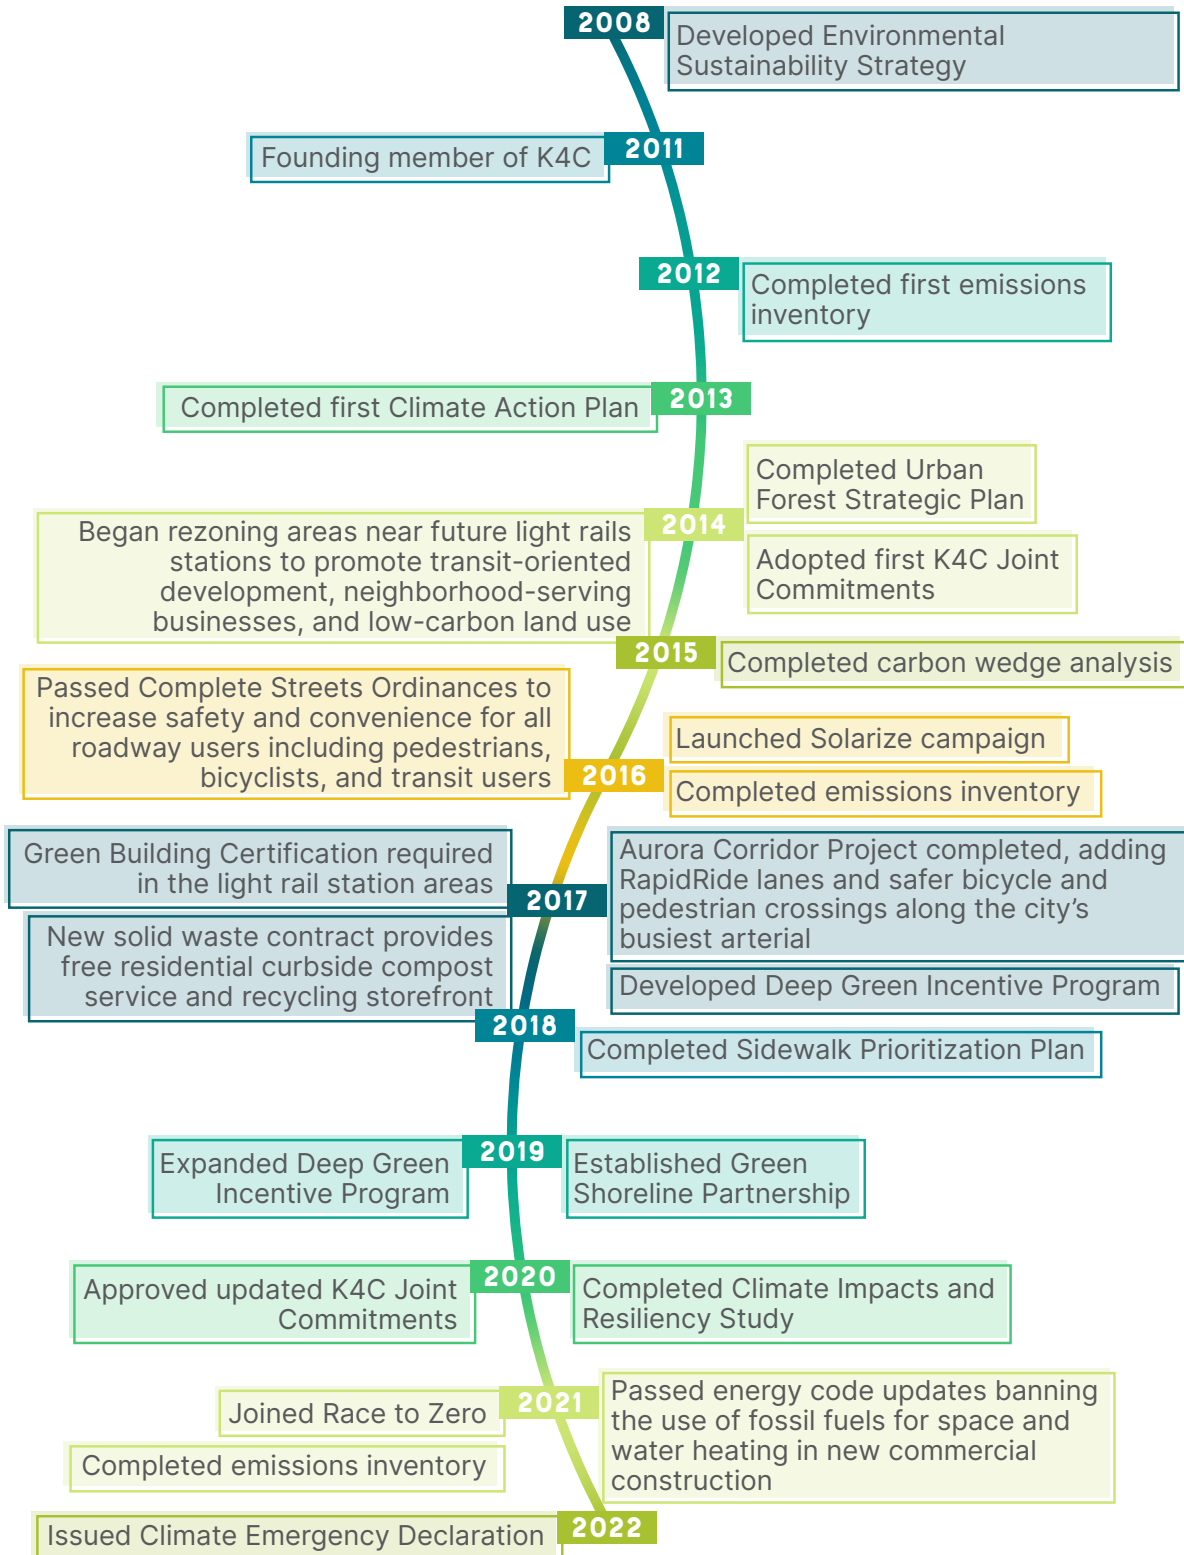 2008
Developed Environmental
Sustainability Strategy
Founding member of K4C
2011
2012
Completed first emissions
inventory
Completed first Climate Action Plan
2013
Completed Urban
Forest Strategic Plan
2014
Began rezoning areas near future light rails
stations to promote transit-oriented
development, neighborhood-serving
businesses, and low-carbon land use
Adopted first K4C Joint
Commitments
2015
Completed carbon wedge analysis
Passed Complete Streets Ordinances to
increase safety and convenience for all
roadway users including pedestrians,
bicyclists, and transit users
2016
Launched Solarize campaign
Completed emissions inventory
Green Building Certification required
in the light rail station areas
2017
Aurora Corridor Project completed, adding
RapidRide lanes and safer bicycle and
pedestrian crossings along the city’s
busiest arterial
New solid waste contract provides
free residential curbside compost
service and recycling storefront
Developed Deep Green Incentive Program
2018
Completed Sidewalk Prioritization Plan
Expanded Deep Green
Incentive Program
2019
Established Green
Shoreline Partnership
Approved updated K4C Joint
Commitments
2020
Completed Climate Impacts and
Resiliency Study
Joined Race to Zero
2021
Passed energy code updates banning
the use of fossil fuels for space and
water heating in new commercial
construction
Completed emissions inventory
Issued Climate Emergency Declaration
2022